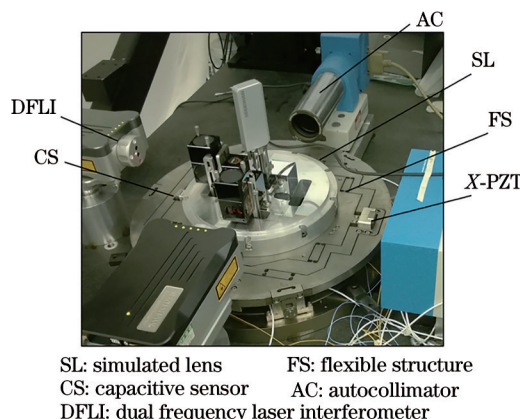 AC
SL
DFLI
FS
CS
X-PZT
SL: simulated lens FS: flexible structure
CS: capacitive sensor AC: autocollimator
DFLI: dual frequency laser interferometer